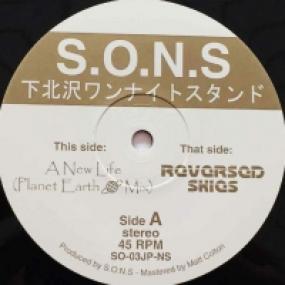 S.O.N.S
下北沢ワンナイトスタンド
This side:
A New Life
(Planet Earth Mix)
That side:
Reversed
Skies
Side A
stereo
45 RPM
SO-03JP-NS
Produced by S.O.N.S - Mastered by Matt Colton